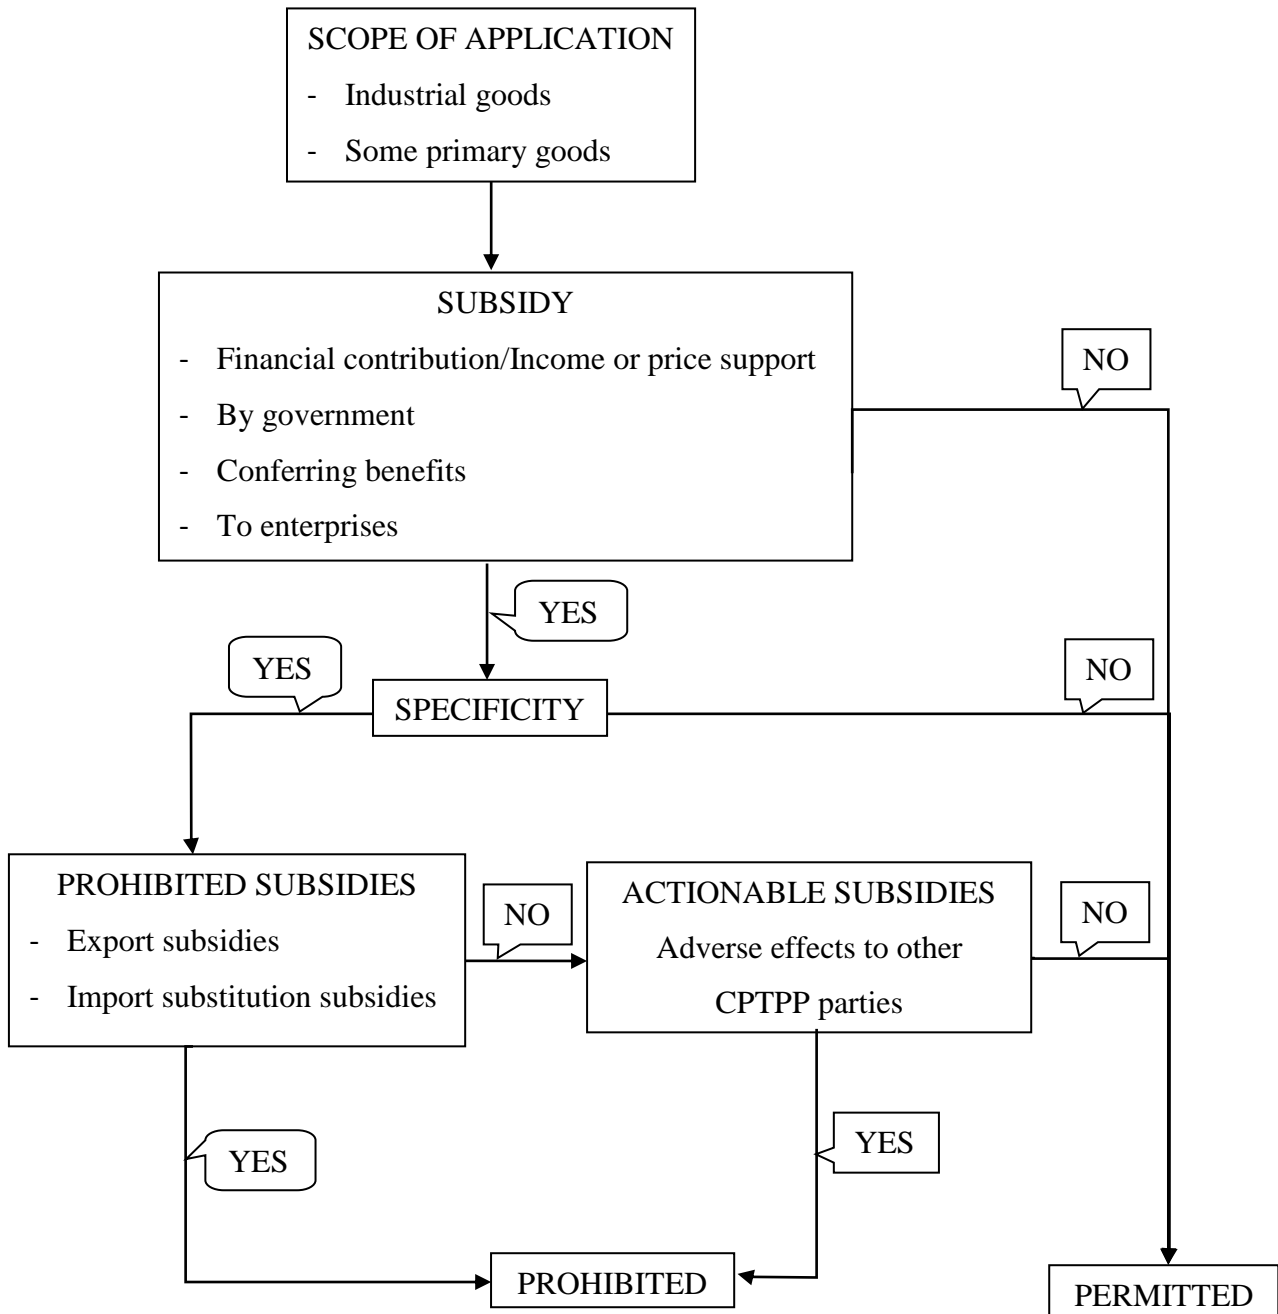 SCOPE OF APPLICATION
- Industrial goods
- Some primary goods
SUBSIDY
- Financial contribution/Income or price support
- By government
- Conferring benefits
- To enterprises
NO
YES
YES
NO
SPECIFICITY
PROHIBITED SUBSIDIES
- Export subsidies
- Import substitution subsidies
NO
ACTIONABLE SUBSIDIES
Adverse effects to other
CPTPP parties
NO
YES
YES
PROHIBITED
PERMITTED